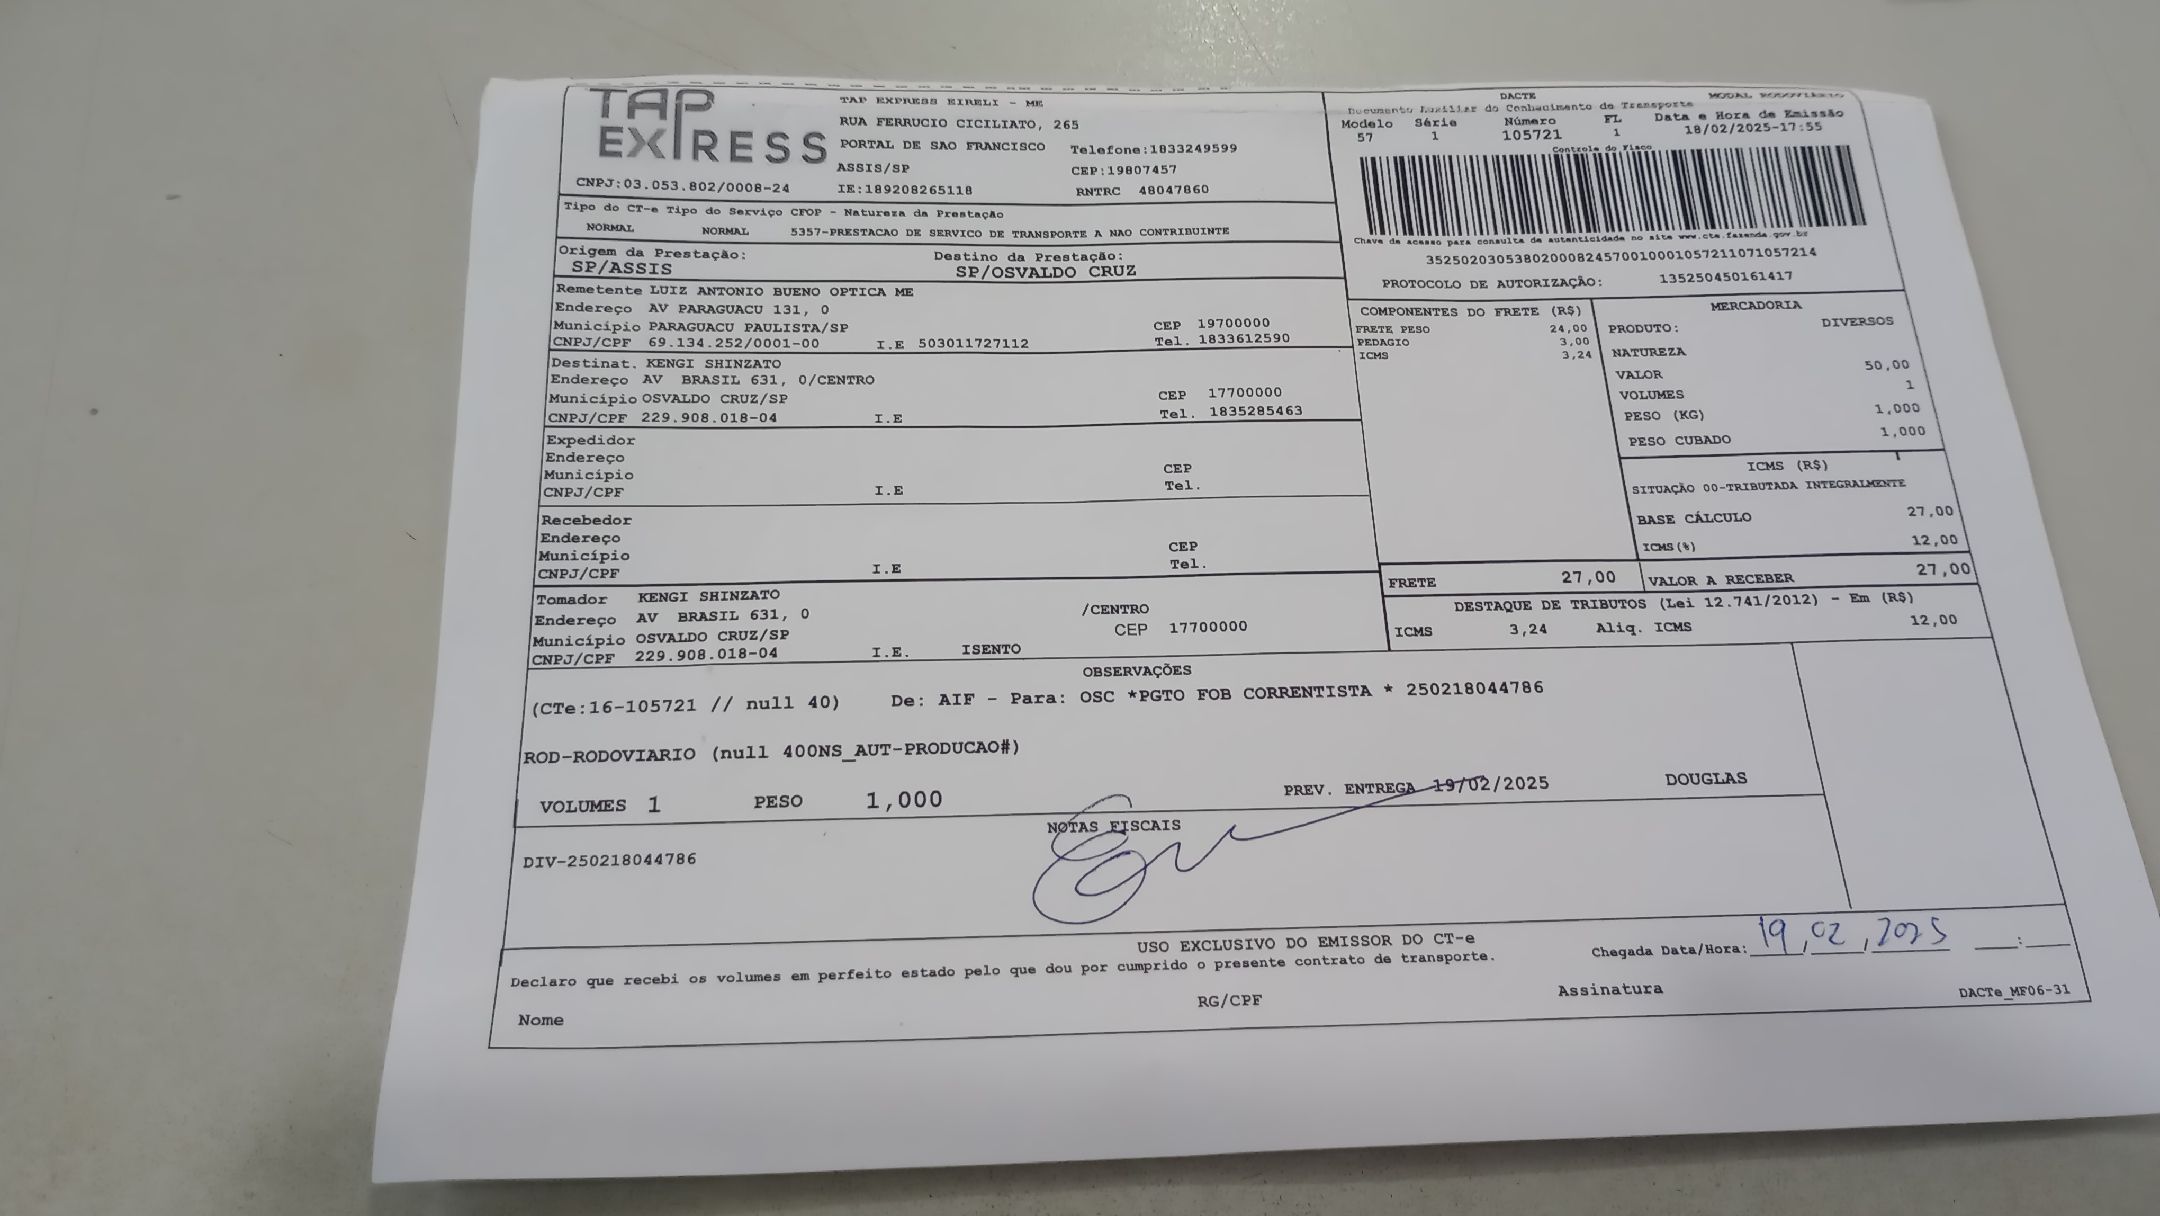 TAP
EXPRESS
CNPJ:03.053.802/0008-24
TAP EXPRESS EIRELI - ME
RUA FERRUCIO CICILIATO, 265
PORTAL DE SAO FRANCISCO Telefone:1833249599
ASSIS/SP CEP:19807457
IE:189208265118 RNTRC 48047860
DACTE MODAL RODOVIARIO
Documento Auxiliar do Conhecimento de Transporte
Modelo Série Número FL Data e Hora de Emissão
57 1 105721 1 18/02/2025-17:55
Controle do Fisco
Chave de acesso para consulta de autenticidade no site www.cte.fazenda.gov.br
35250203053802000824570010001057211071057214
PROTOCOLO DE AUTORIZAÇÃO: 135250450161417
Tipo do CT-e Tipo do Serviço CFOP - Natureza da Prestação
NORMAL NORMAL 5357-PRESTACAO DE SERVICO DE TRANSPORTE A NAO CONTRIBUINTE
Origem da Prestação: Destino da Prestação:
SP/ASSIS SP/OSVALDO CRUZ
Remetente LUIZ ANTONIO BUENO OPTICA ME
Endereço AV PARAGUACU 131, 0
Município PARAGUACU PAULISTA/SP CEP 19700000
CNPJ/CPF 69.134.252/0001-00 I.E 503011727112 Tel. 1833612590
Destinat. KENGI SHINZATO
Endereço AV BRASIL 631, 0/CENTRO
Município OSVALDO CRUZ/SP CEP 17700000
CNPJ/CPF 229.908.018-04 I.E Tel. 1835285463
Expedidor
Endereço
Município CEP
CNPJ/CPF I.E Tel.
Recebedor
Endereço
Município CEP
CNPJ/CPF I.E Tel.
Tomador KENGI SHINZATO
Endereço AV BRASIL 631, 0 /CENTRO
Município OSVALDO CRUZ/SP CEP 17700000
CNPJ/CPF 229.908.018-04 I.E. ISENTO
COMPONENTES DO FRETE (R$)
FRETE PESO 24,00
PEDAGIO 3,00
ICMS 3,24
MERCADORIA
PRODUTO: DIVERSOS
NATUREZA
VALOR 50,00
VOLUMES 1
PESO (KG) 1,000
PESO CUBADO 1,000
ICMS (R$)
SITUAÇÃO 00-TRIBUTADA INTEGRALMENTE
BASE CÁLCULO 27,00
ICMS(%) 12,00
FRETE 27,00 VALOR A RECEBER 27,00
DESTAQUE DE TRIBUTOS (Lei 12.741/2012) - Em (R$)
ICMS 3,24 Aliq. ICMS 12,00
OBSERVAÇÕES
(CTe:16-105721 // null 40) De: AIF - Para: OSC *PGTO FOB CORRENTISTA * 250218044786
ROD-RODOVIARIO (null 400NS_AUT-PRODUCAO#)
VOLUMES 1 PESO 1,000 PREV. ENTREGA 19/02/2025 DOUGLAS
NOTAS FISCAIS
DIV-250218044786
USO EXCLUSIVO DO EMISSOR DO CT-e
Declaro que recebi os volumes em perfeito estado pelo que dou por cumprido o presente contrato de transporte.
Chegada Data/Hora: 19/02/2025 __:__
Nome RG/CPF Assinatura DACTe_MF06-31